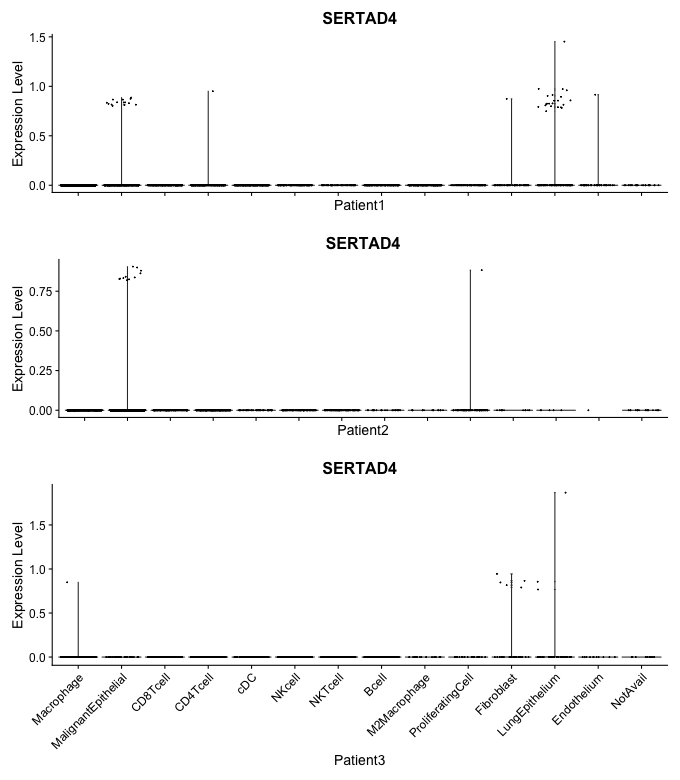 SERTAD4
1.5
1.0
0.5
0.0
Expression Level
Patient1
SERTAD4
0.75
0.50
0.25
0.00
Expression Level
Patient2
SERTAD4
1.5
1.0
0.5
0.0
Expression Level
Macrophage
MalignantEpithelial
CD8Tcell
CD4Tcell
cDC
NKcell
NKTcell
Bcell
M2Macrophage
ProliferatingCell
Fibroblast
LungEpithelium
Endothelium
NotAvail
Patient3